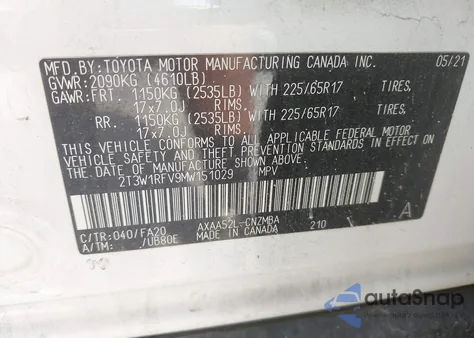 MFD.BY:TOYOTA MOTOR MANUFACTURING CANADA INC. 05/21
GVWR:2090KG (4610LB)
GAWR:FRT 1150KG (2535LB) WITH 225/65R17 TIRES,
17x7.0J RIMS,
RR. 1150KG (2535LB) WITH 225/65R17 TIRES,
17x7.0J RIMS.
THIS VEHICLE CONFORMS TO ALL APPLICABLE FEDERAL MOTOR
VEHICLE SAFETY STANDARDS IN EFFECT ON
THE DATE OF MANUFACTURE SHOWN ABOVE.
2T3W1RFV9MW151029 MPV
C/TR:040/FA20 AXAA52L-CNZMBA 210 A
A/TM: /UB80E MADE IN CANADA
autoSnap